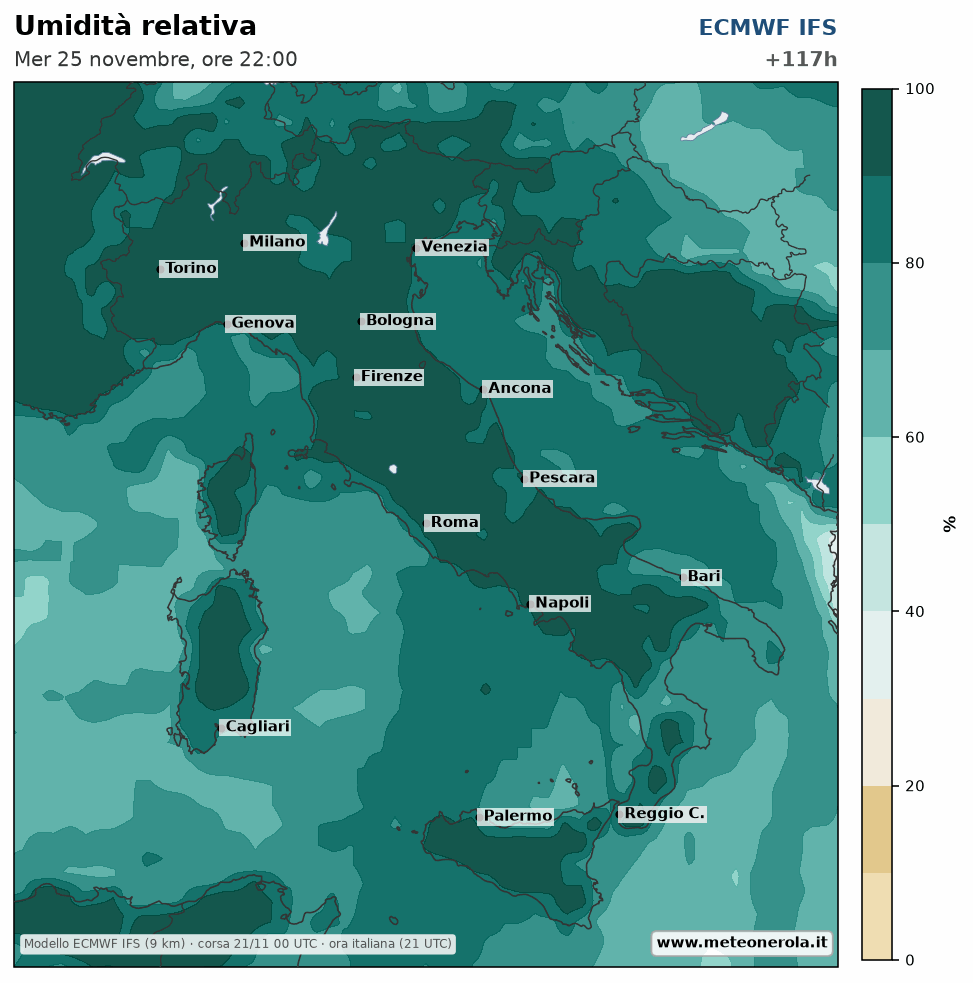 Umidità relativa
ECMWF IFS
Mer 25 novembre, ore 22:00
+117h
100
Milano
Venezia
Torino
80
Genova
Bologna
Firenze
Ancona
60
Pescara
Roma
%
Bari
Napoli
40
Cagliari
20
Palermo
Reggio C.
Modello ECMWF IFS (9 km) · corsa 21/11 00 UTC · ora italiana (21 UTC)
www.meteonerola.it
0